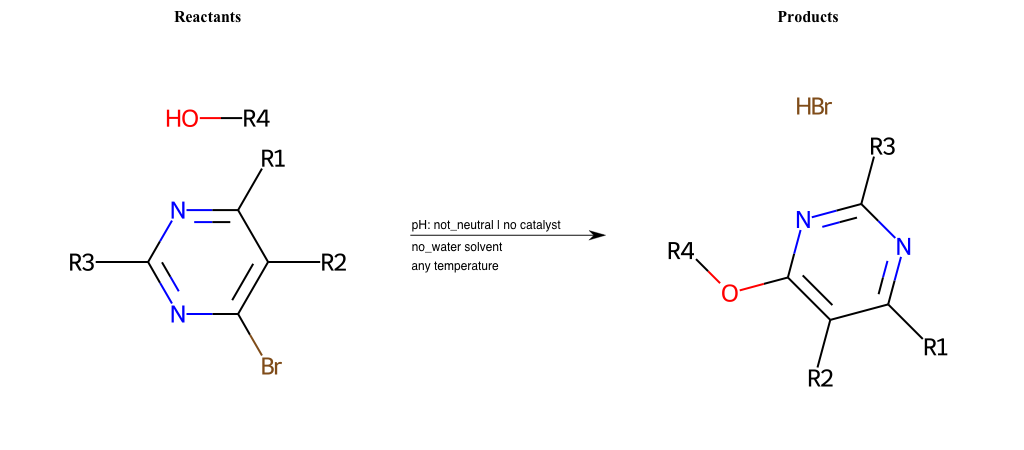 Reactants
Products
HO R4
R1
N
R3
R2
N
Br
pH: not_neutral | no catalyst
no_water solvent
any temperature
HBr
R3
N
N
R4
O
R1
R2